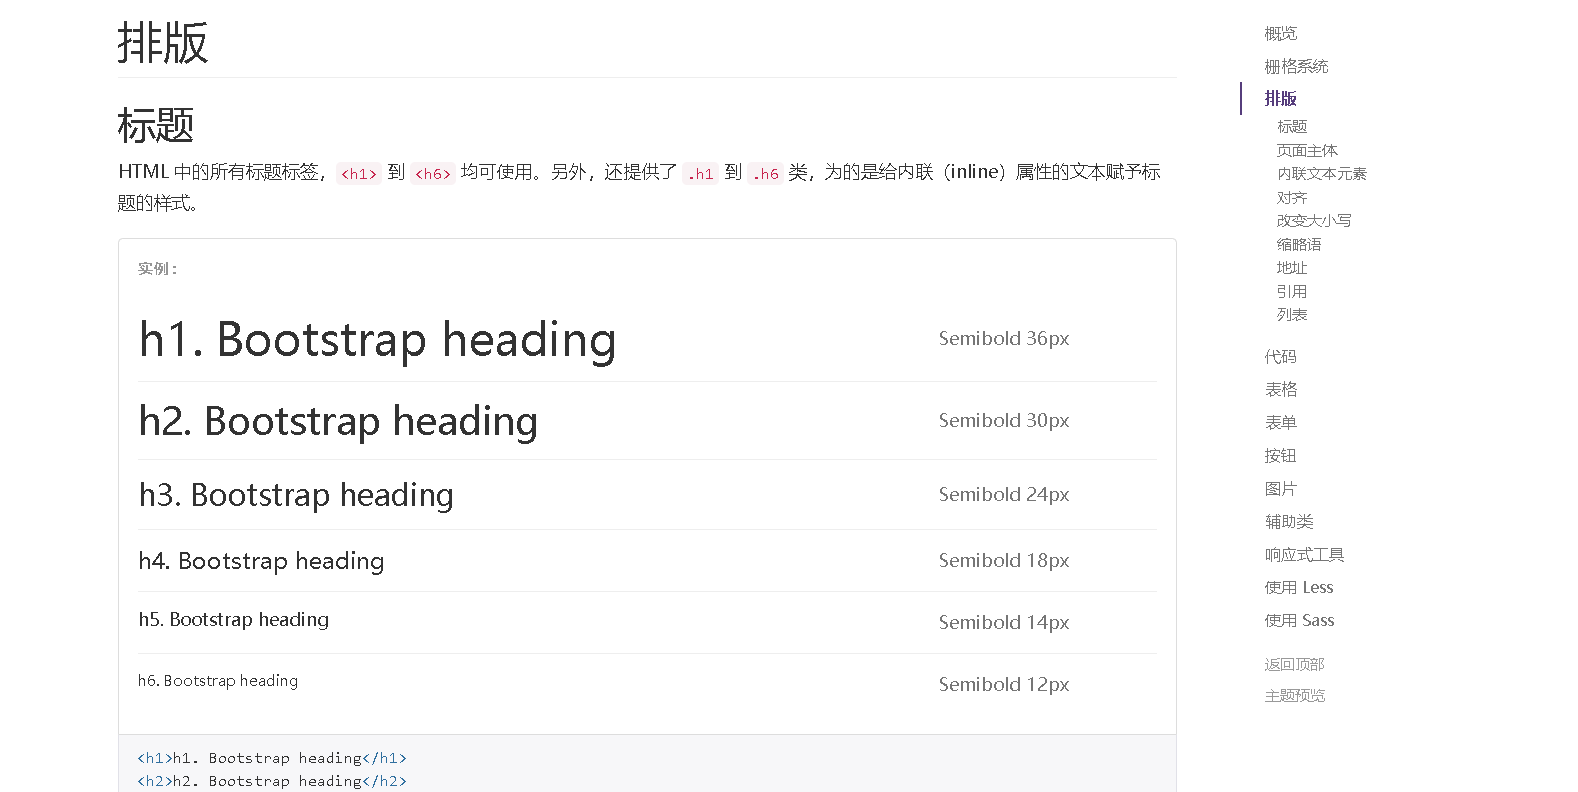 排版
标题
HTML 中的所有标题标签，<h1> 到 <h6> 均可使用。另外，还提供了 .h1 到 .h6 类，为的是给内联（inline）属性的文本赋予标
题的样式。
实例：
h1. Bootstrap heading Semibold 36px
h2. Bootstrap heading Semibold 30px
h3. Bootstrap heading Semibold 24px
h4. Bootstrap heading Semibold 18px
h5. Bootstrap heading Semibold 14px
h6. Bootstrap heading Semibold 12px
<h1>h1. Bootstrap heading</h1>
<h2>h2. Bootstrap heading</h2>
概览
栅格系统
排版
标题
页面主体
内联文本元素
对齐
改变大小写
缩略语
地址
引用
列表
代码
表格
表单
按钮
图片
辅助类
响应式工具
使用 Less
使用 Sass
返回顶部
主题预览